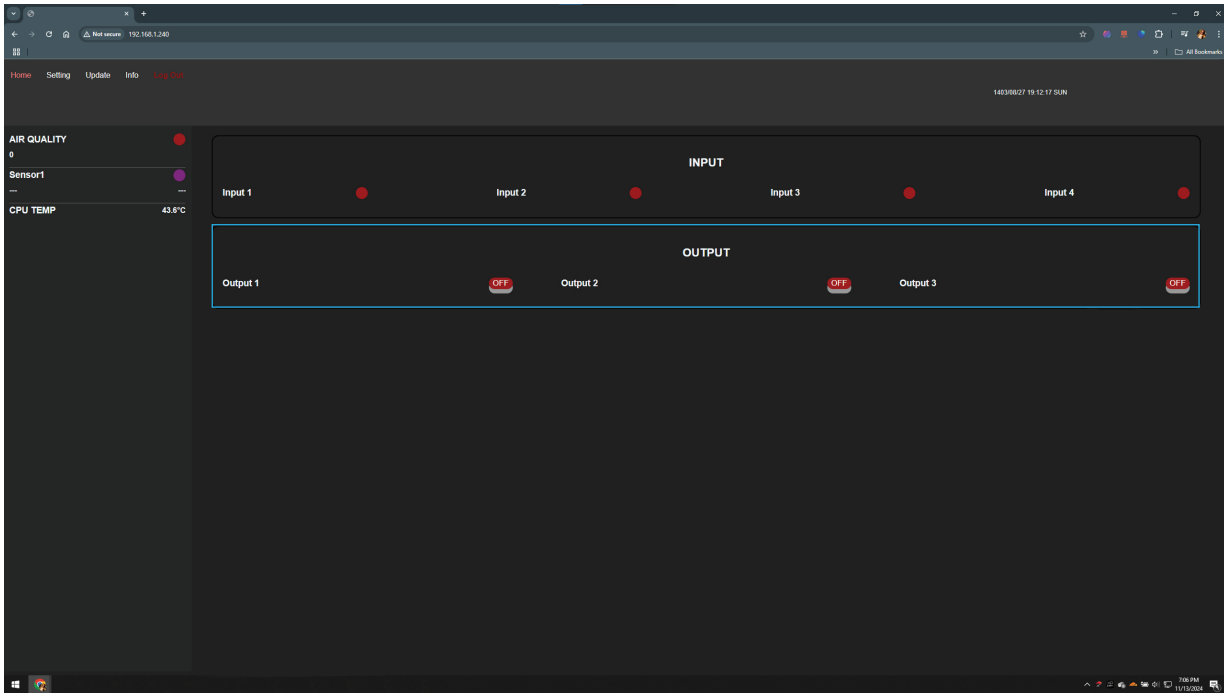 Not secure 192.168.1.240
All Bookmarks
Home Setting Update Info Log Out
1403/08/27 19:12:17 SUN
AIR QUALITY
0
Sensor1
--- ---
CPU TEMP 43.6°C
INPUT
Input 1 Input 2 Input 3 Input 4
OUTPUT
Output 1 OFF Output 2 OFF Output 3 OFF
7:06 PM
11/13/2024